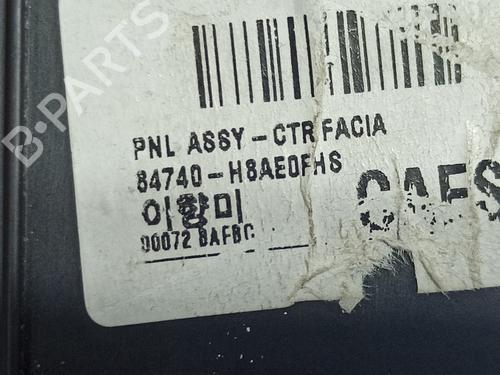 B-PARTS
PNL ASSY-CTR FACIA
84740-H8AE0FHS
이향미
00072 BAFBC